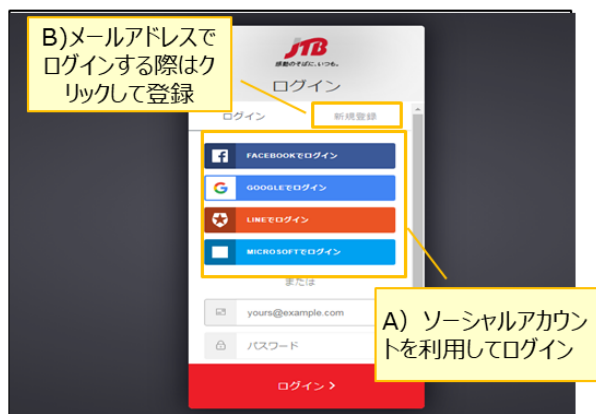 B)メールアドレスで
ログインする際はク
リックして登録
JTB
感動のそばに、いつも。
ログイン
ログイン
新規登録
FACEBOOKでログイン
GOOGLEでログイン
LINEでログイン
MICROSOFTでログイン
または
yours@example.com
パスワード
A) ソーシャルアカウン
トを利用してログイン
ログイン >